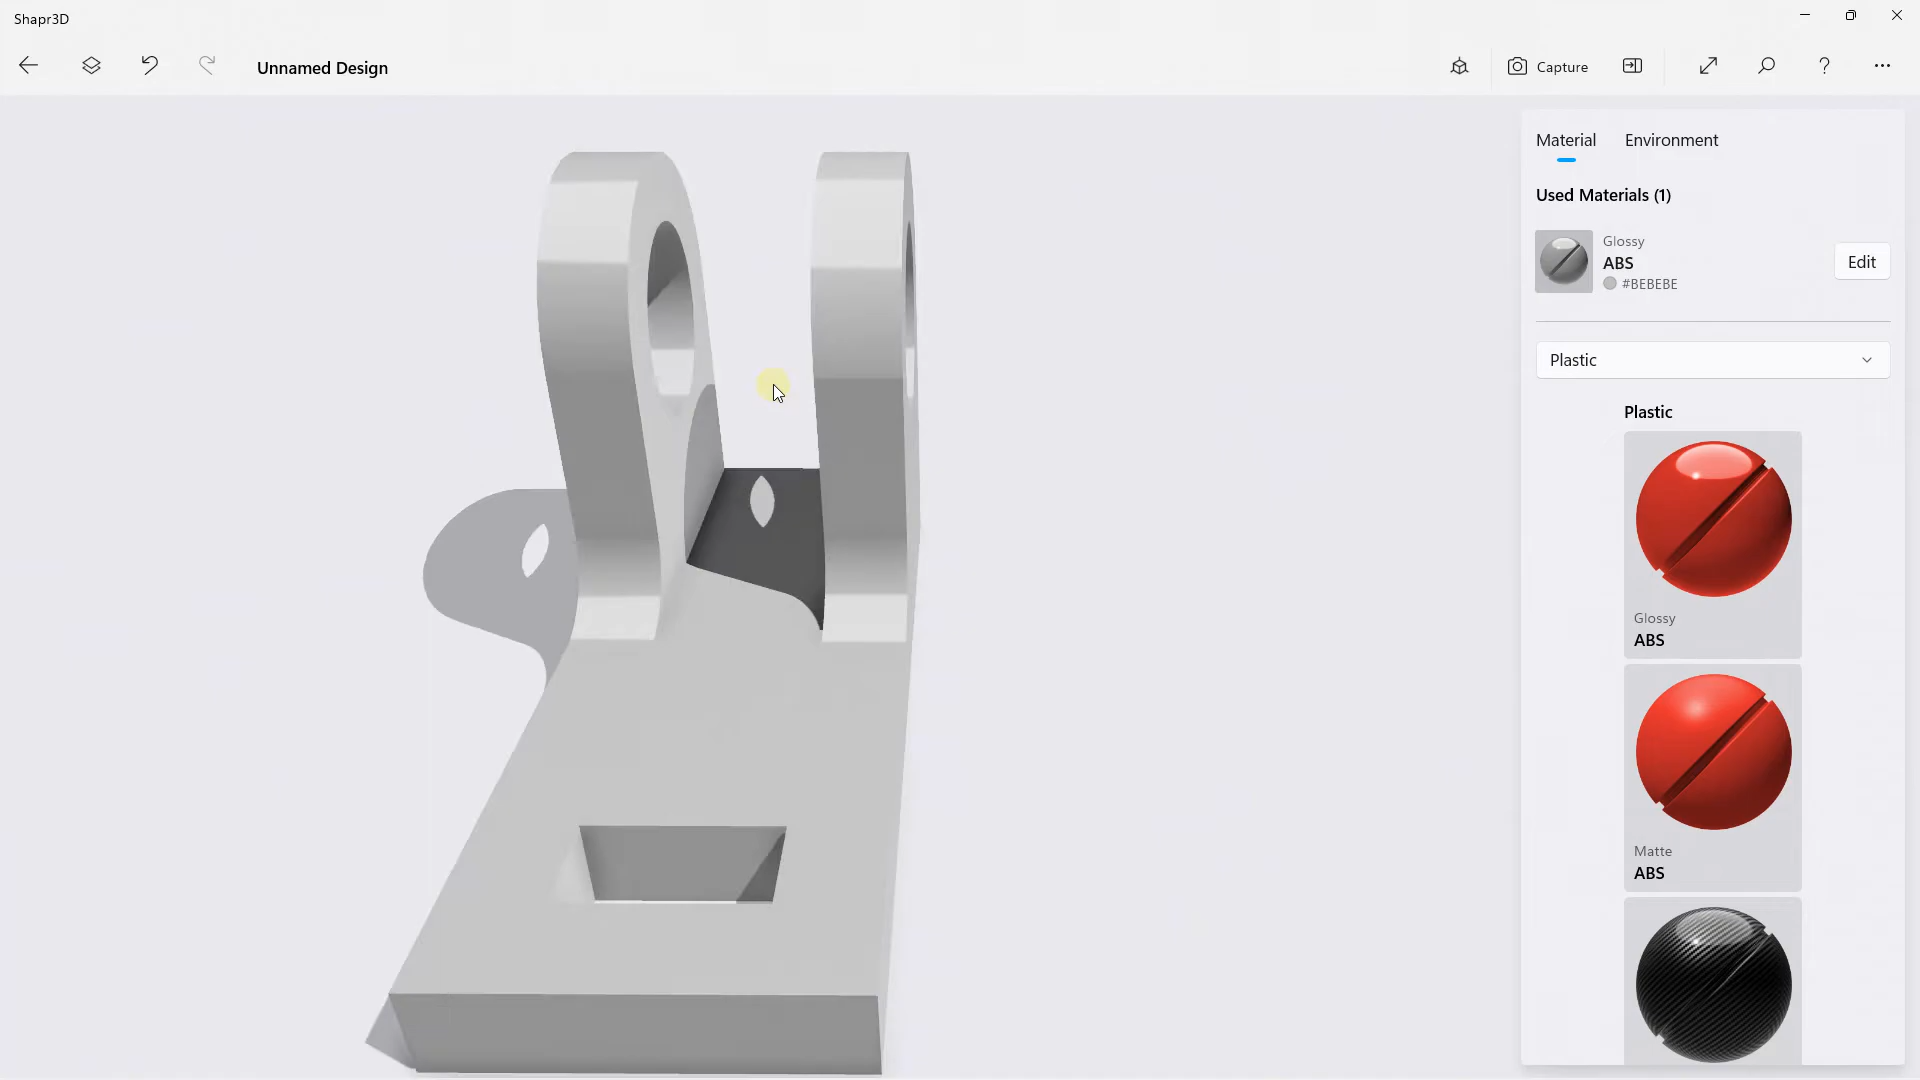 Shapr3D
Unnamed Design
Capture
Material Environment
Used Materials (1)
Glossy
ABS
#BEBEBE
Edit
Plastic
Plastic
Glossy
ABS
Matte
ABS